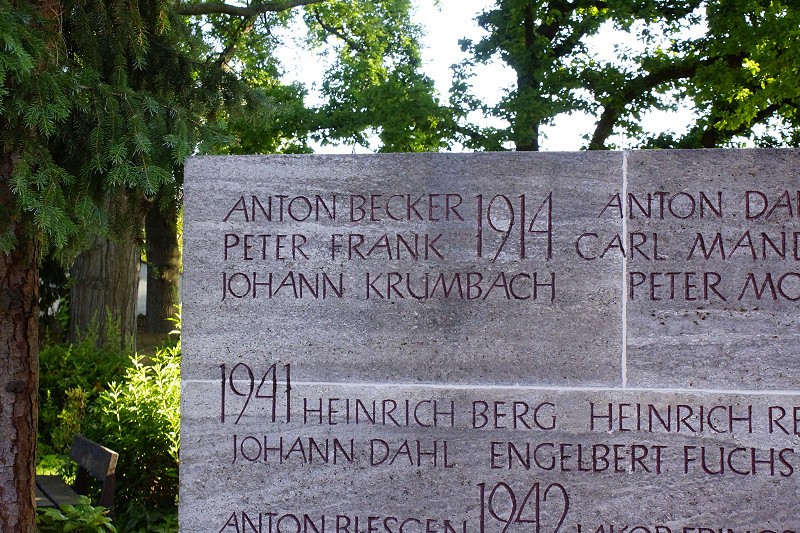 ANTON BECKER 1914 ANTON
PETER FRANK CARL
JOHANN KRUMBACH PETER
1941 HEINRICH BERG HEINRICH
JOHANN DAHL ENGELBERT FUCHS
ANTON 1942